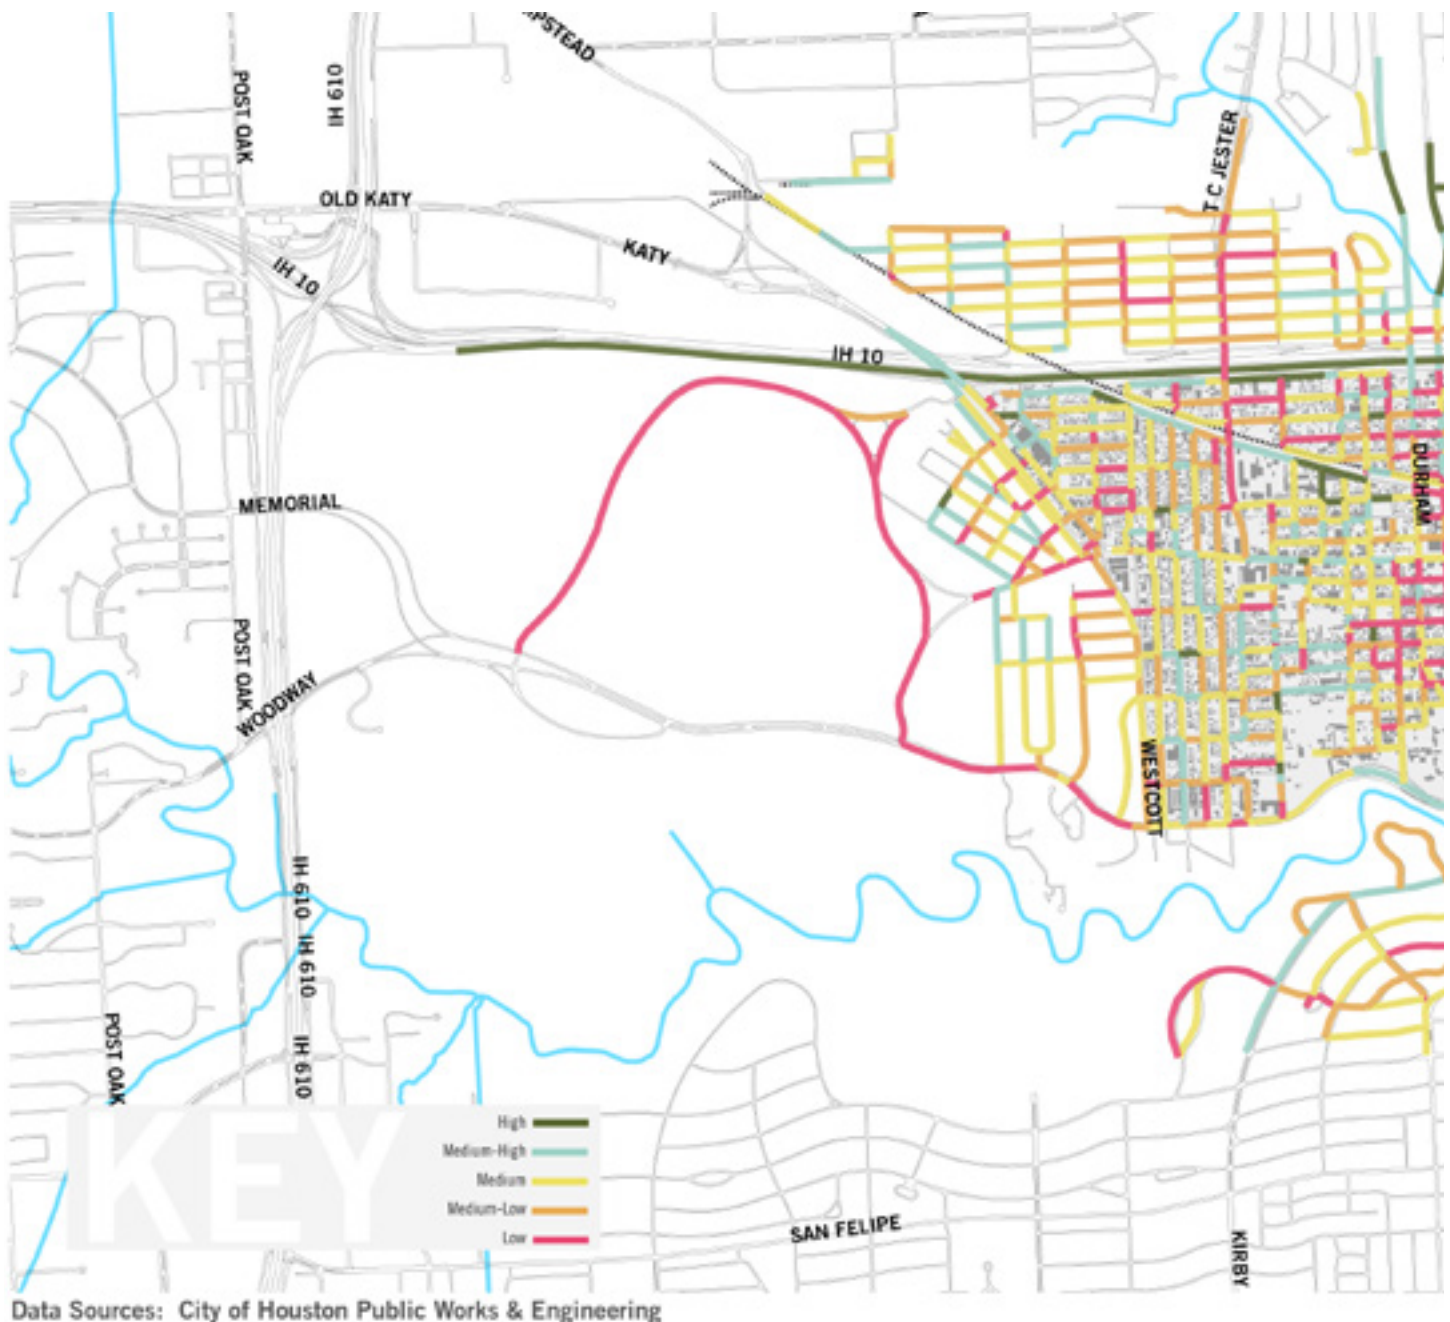 MPSTEAD
POST OAK
IH 610
T C JESTER
OLD KATY
KATY
IH 10
IH 10
DURHAM
MEMORIAL
POST OAK
WOODWAY
WESTCOTT
IH 610
IH 610
POST OAK
IH 610
KEY
High
Medium-High
Medium
Medium-Low
Low
SAN FELIPE
KIRBY
Data Sources: City of Houston Public Works & Engineering